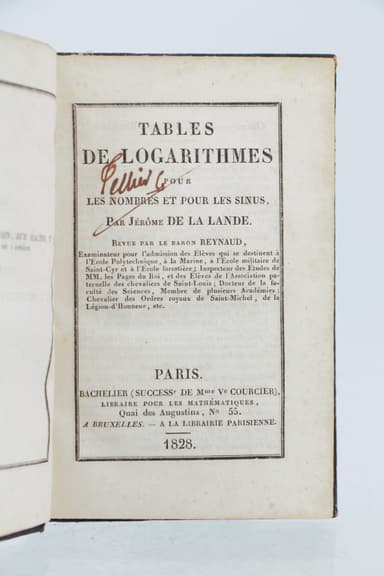 TABLES
DE LOGARITHMES
POUR
LES NOMBRES ET POUR LES SINUS,
PAR JÉRÔME DE LA LANDE.
REVUE PAR LE BARON REYNAUD,
Examinateur pour l'admission des Élèves qui se destinent à
l'École Polytechnique, à la Marine, à l'École militaire de
Saint-Cyr et à l'École forestière; Inspecteur des Études de
MM. les Pages du Roi, et des Élèves de l'Association pa-
ternelle des chevaliers de Saint-Louis; Docteur de la fa-
culté des Sciences, Membre de plusieurs Académies;
Chevalier des Ordres royaux de Saint-Michel, de la
Légion-d'Honneur, etc.
PARIS.
BACHELIER (SUCCESSr DE Mme Ve COURCIER),
LIBRAIRE POUR LES MATHÉMATIQUES,
Quai des Augustins, No 55.
A BRUXELLES. — A LA LIBRAIRIE PARISIENNE.
1828.